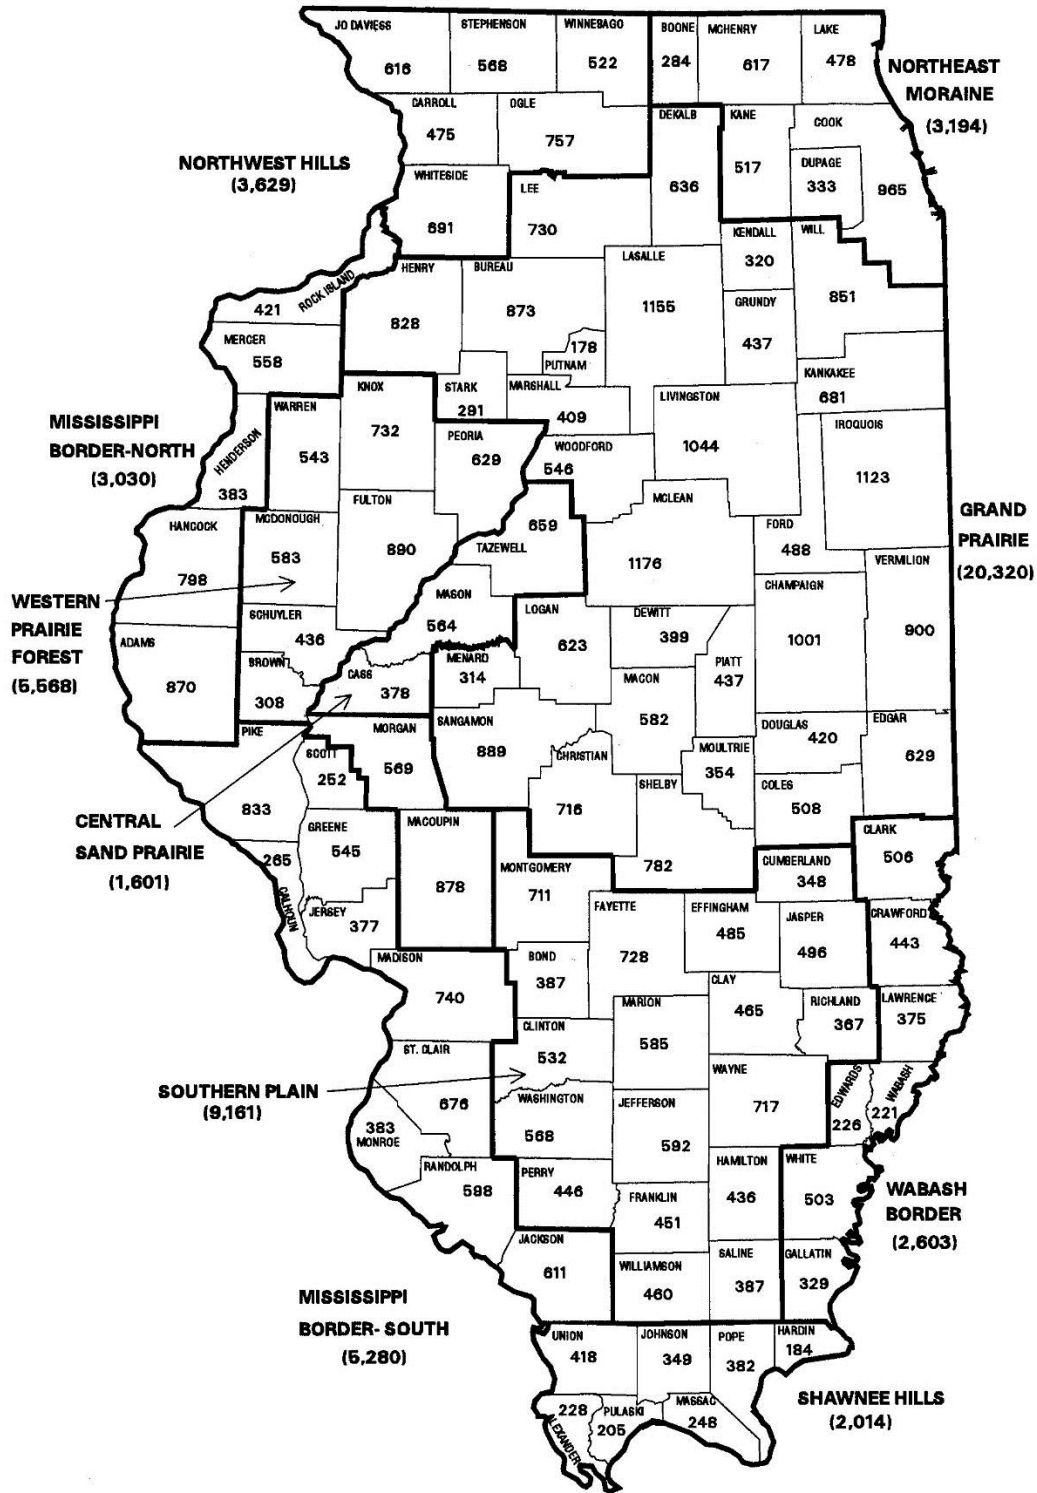 JO DAVIESS
616
STEPHENSON
568
WINNEBAGO
522
BOONE
284
MCHENRY
617
LAKE
478
NORTHEAST
MORAINE
(3,194)
CARROLL
475
OGLE
757
DEKALB
636
KANE
517
COOK
965
DUPAGE
333
NORTHWEST HILLS
(3,629)
WHITESIDE
691
LEE
730
KENDALL
320
WILL
851
ROCK ISLAND
421
HENRY
828
BUREAU
873
LASALLE
1155
GRUNDY
437
MERCER
558
178
PUTNAM
KANKAKEE
681
KNOX
732
STARK
291
MARSHALL
409
LIVINGSTON
1044
IROQUOIS
1123
MISSISSIPPI
BORDER-NORTH
(3,030)
HENDERSON
383
WARREN
543
PEORIA
629
WOODFORD
546
HANCOCK
798
MCDONOUGH
583
FULTON
890
659
TAZEWELL
MCLEAN
1176
FORD
488
GRAND
PRAIRIE
(20,320)
VERMILION
900
WESTERN
PRAIRIE
FOREST
(5,568)
CHAMPAIGN
1001
MASON
564
LOGAN
623
DEWITT
399
PIATT
437
ADAMS
870
SCHUYLER
436
BROWN
308
CASS
378
MENARD
314
MACON
582
PIKE
833
SCOTT
252
MORGAN
569
SANGAMON
889
CHRISTIAN
716
MOULTRIE
354
DOUGLAS
420
EDGAR
629
SHELBY
782
COLES
508
CENTRAL
SAND PRAIRIE
(1,601)
265
CALHOUN
GREENE
545
JERSEY
377
MACOUPIN
878
MONTGOMERY
711
CUMBERLAND
348
CLARK
506
FAYETTE
728
EFFINGHAM
485
JASPER
496
CRAWFORD
443
MADISON
740
BOND
387
CLAY
465
RICHLAND
367
LAWRENCE
375
MARION
585
CLINTON
532
ST. CLAIR
676
SOUTHERN PLAIN
(9,161)
WASHINGTON
568
JEFFERSON
592
WAYNE
717
EDWARDS
226
WABASH
221
383
MONROE
RANDOLPH
598
PERRY
446
FRANKLIN
451
HAMILTON
436
WHITE
503
WABASH
BORDER
(2,603)
JACKSON
611
WILLIAMSON
460
SALINE
387
GALLATIN
329
MISSISSIPPI
BORDER- SOUTH
(5,280)
UNION
418
JOHNSON
349
POPE
382
HARDIN
184
228
ALEXANDER
PULASKI
205
MASSAC
248
SHAWNEE HILLS
(2,014)